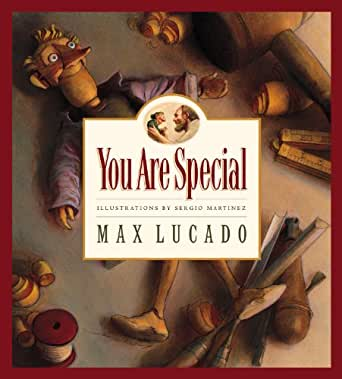 You Are Special
ILLUSTRATIONS BY SERGIO MARTINEZ
MAX LUCADO